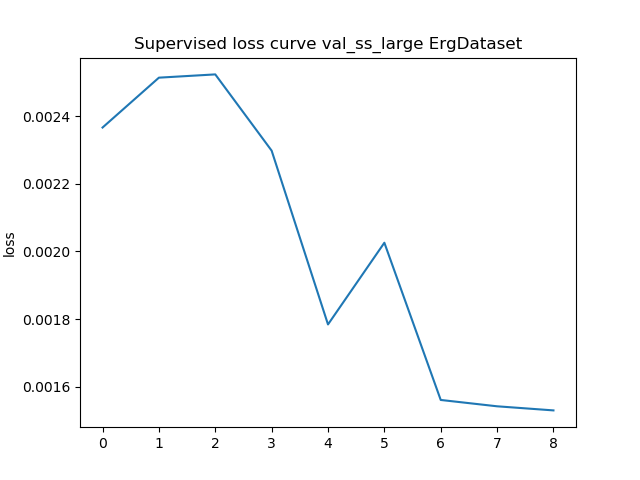 Supervised loss curve val_ss_large ErgDataset
0.0024
0.0022
0.0020
0.0018
0.0016
loss
0 1 2 3 4 5 6 7 8